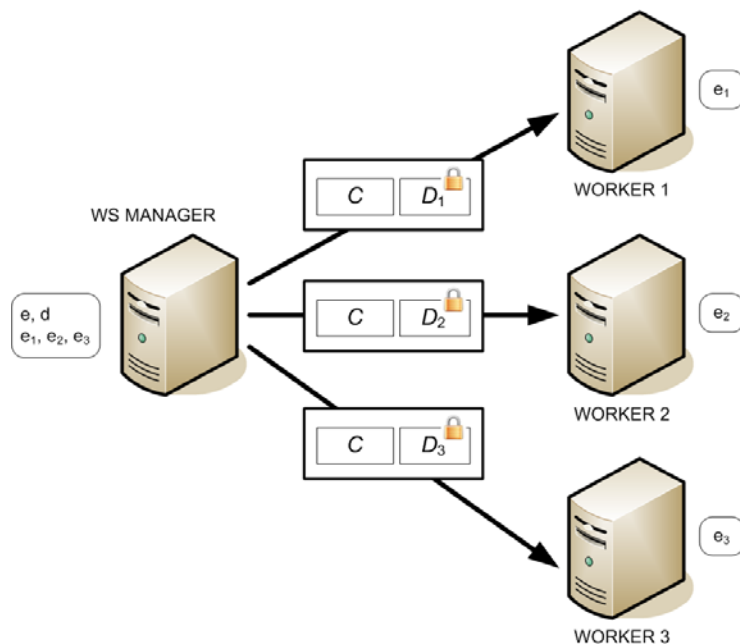 e₁
WORKER 1
C D₁
WS MANAGER
e, d
e₁, e₂, e₃
C D₂
e₂
WORKER 2
C D₃
e₃
WORKER 3